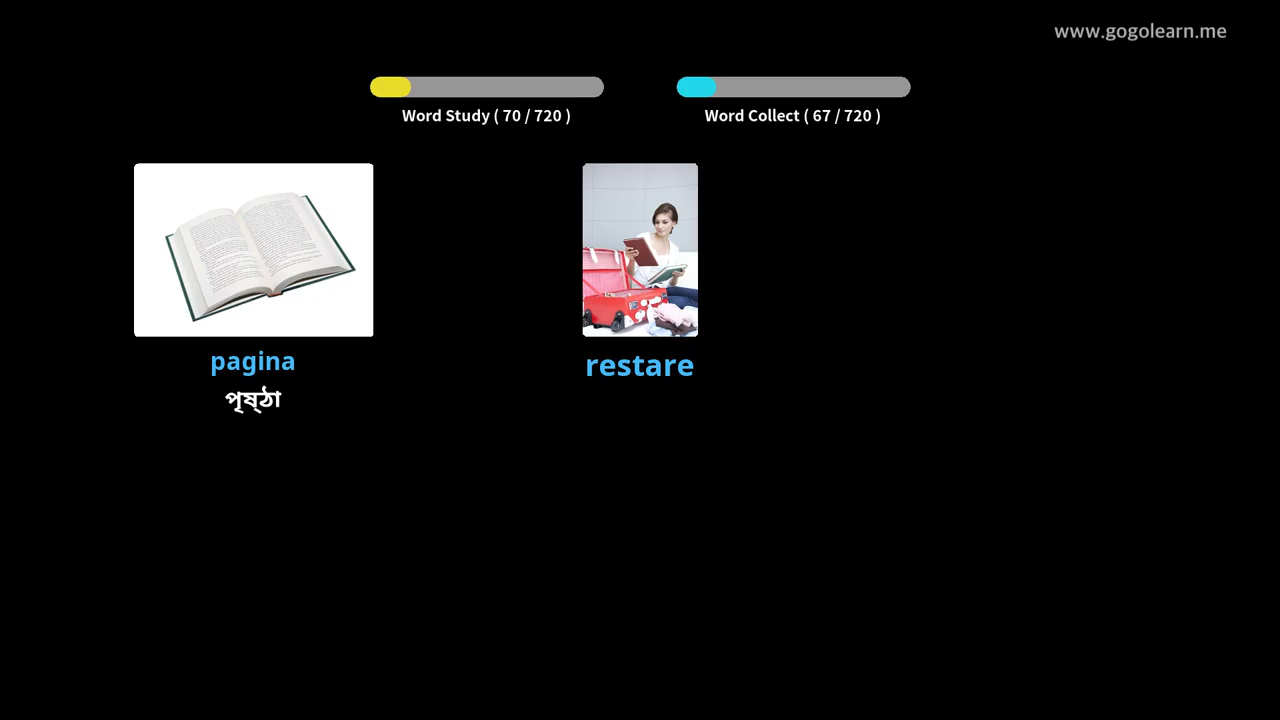 www.gogolearn.me
Word Study ( 70 / 720 )
Word Collect ( 67 / 720 )
pagina
পৃষ্ঠা
restare